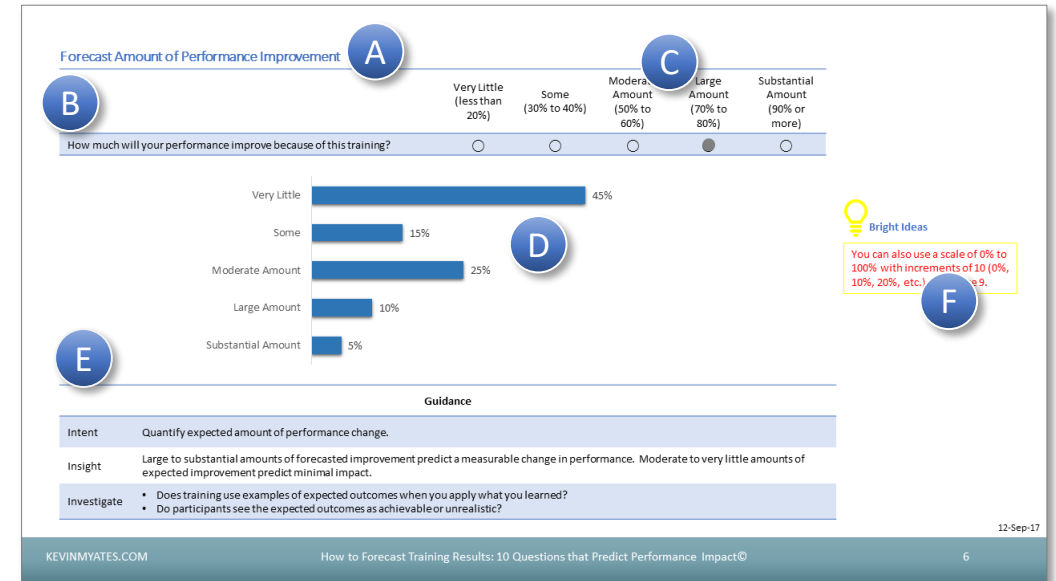 Forecast Amount of Performance Improvement
A
B
C
Very Little
(less than
20%)
Some
(30% to 40%)
Amount
(50% to
60%)
Large
Amount
(70% to
80%)
Substantial
Amount
(90% or
more)
How much will your performance improve because of this training?
Very Little 45%
Some 15%
Moderate Amount 25%
Large Amount 10%
Substantial Amount 5%
D
Bright Ideas
You can also use a scale of 0% to
100% with increments of 10 (0%,
10%, 20%, etc.) 9.
F
E
Guidance
Intent Quantify expected amount of performance change.
Insight Large to substantial amounts of forecasted improvement predict a measurable change in performance. Moderate to very little amounts of
expected improvement predict minimal impact.
Investigate • Does training use examples of expected outcomes when you apply what you learned?
• Do participants see the expected outcomes as achievable or unrealistic?
12-Sep-17
KEVINMYATES.COM How to Forecast Training Results: 10 Questions that Predict Performance Impact© 6